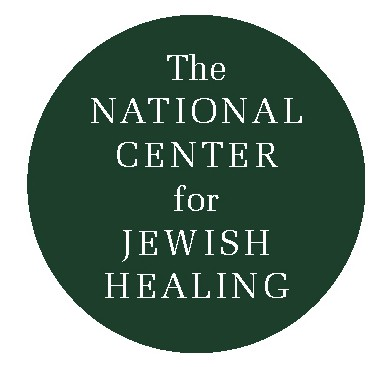 The
NATIONAL
CENTER
for
JEWISH
HEALING